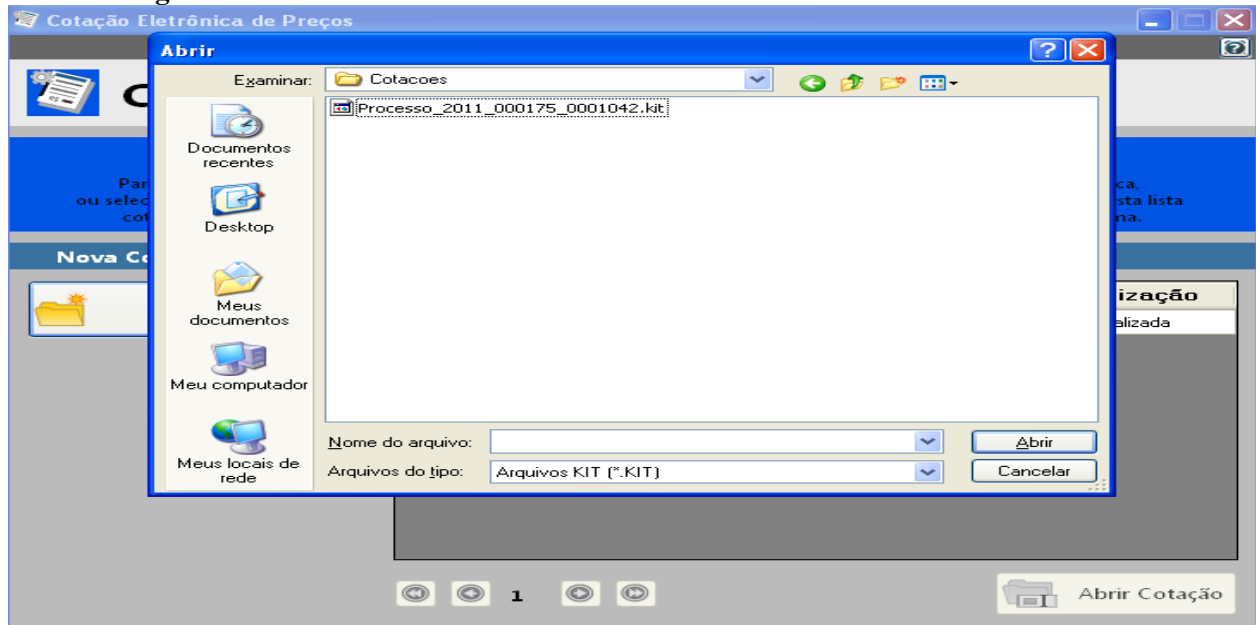 Cotação Eletrônica de Preços
Abrir
Examinar:
Cotacoes
Processo_2011_000175_0001042.kit
Documentos
recentes
Desktop
Meus
documentos
Meu computador
Meus locais de
rede
Nome do arquivo:
Abrir
Arquivos do tipo:
Arquivos KIT (*.KIT)
Cancelar
C
Par
ca,
ou selec
sta lista
cot
na.
Nova Co
ização
alizada
1
Abrir Cotação